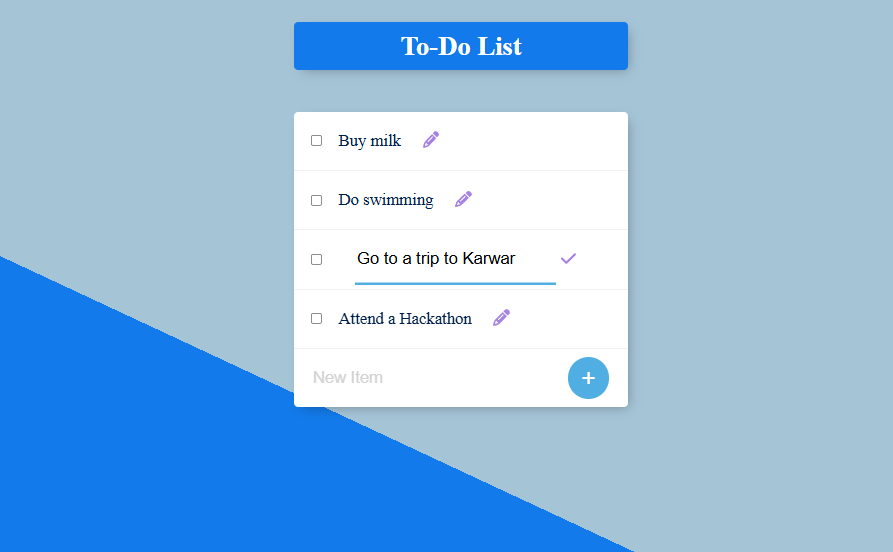 To-Do List
Buy milk
Do swimming
Go to a trip to Karwar
Attend a Hackathon
New Item
+